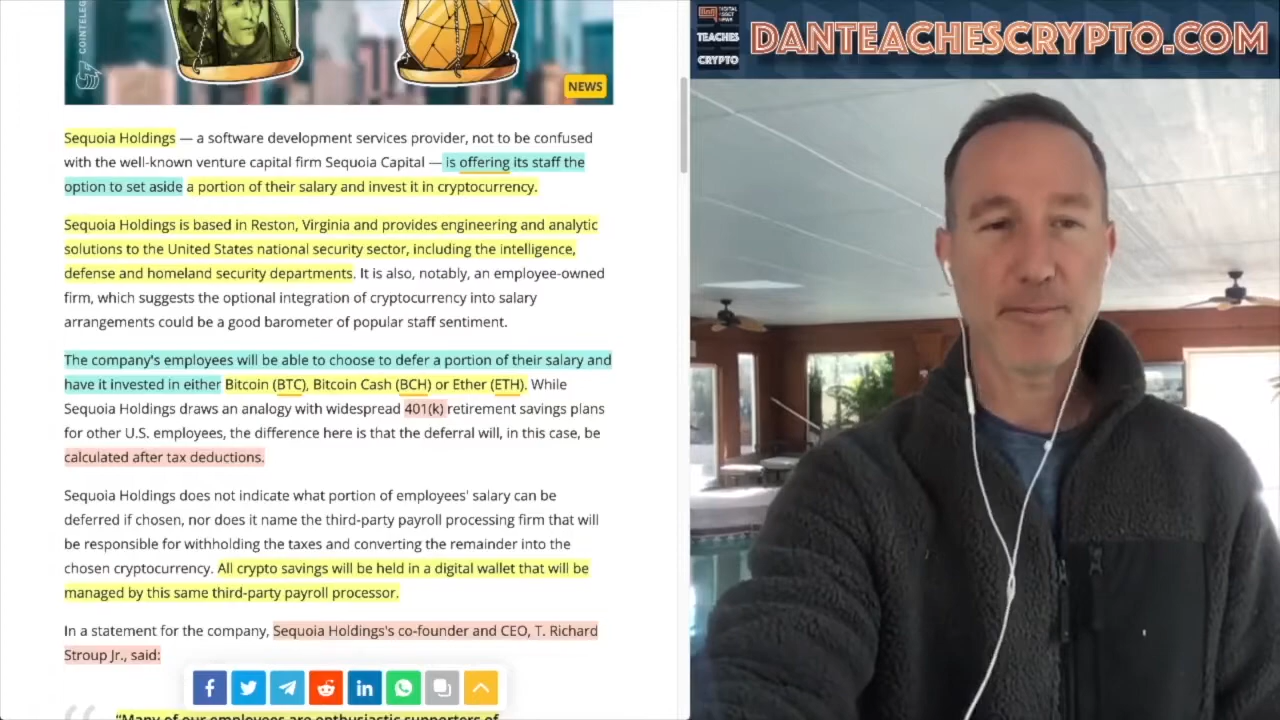 COINTELEG
NEWS
Sequoia Holdings — a software development services provider, not to be confused
with the well-known venture capital firm Sequoia Capital — is offering its staff the
option to set aside a portion of their salary and invest it in cryptocurrency.
Sequoia Holdings is based in Reston, Virginia and provides engineering and analytic
solutions to the United States national security sector, including the intelligence,
defense and homeland security departments. It is also, notably, an employee-owned
firm, which suggests the optional integration of cryptocurrency into salary
arrangements could be a good barometer of popular staff sentiment.
The company's employees will be able to choose to defer a portion of their salary and
have it invested in either Bitcoin (BTC), Bitcoin Cash (BCH) or Ether (ETH). While
Sequoia Holdings draws an analogy with widespread 401(k) retirement savings plans
for other U.S. employees, the difference here is that the deferral will, in this case, be
calculated after tax deductions.
Sequoia Holdings does not indicate what portion of employees' salary can be
deferred if chosen, nor does it name the third-party payroll processing firm that will
be responsible for withholding the taxes and converting the remainder into the
chosen cryptocurrency. All crypto savings will be held in a digital wallet that will be
managed by this same third-party payroll processor.
In a statement for the company, Sequoia Holdings's co-founder and CEO, T. Richard
Stroup Jr., said:
"Many of our employees are enthusiastic supporters of
DIGITAL
ASSET
NEWS
TEACHES
CRYPTO
DANTEACHESCRYPTO.COM